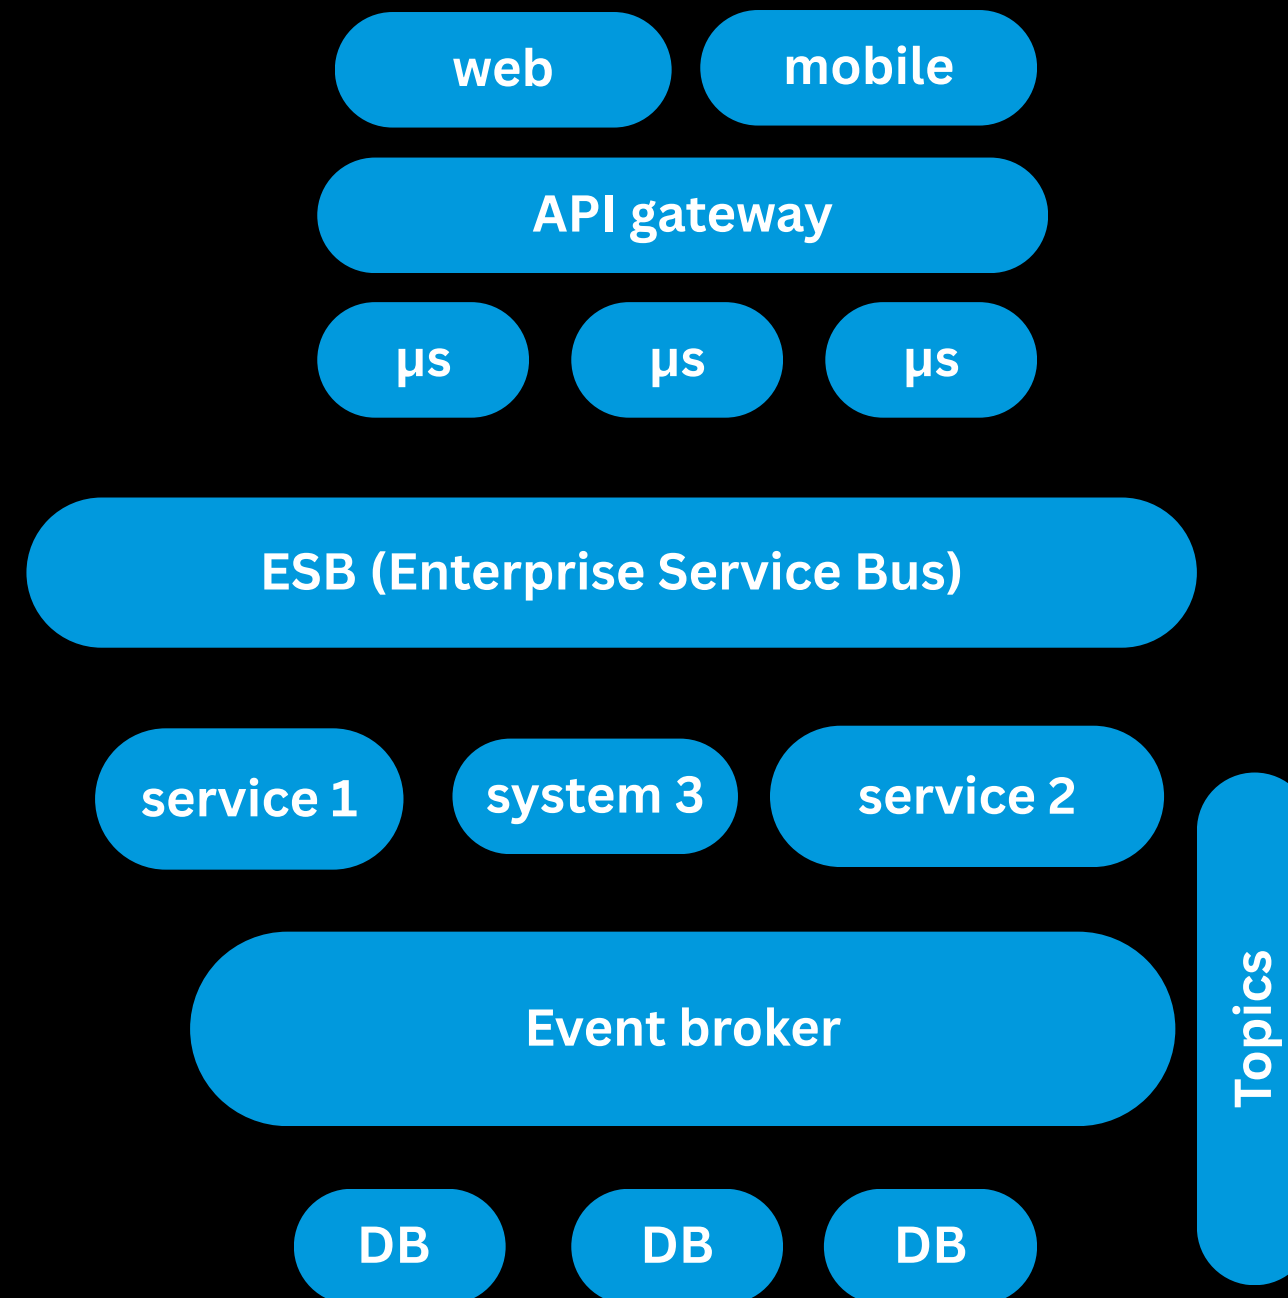 web
mobile
API gateway
μs
μs
μs
ESB (Enterprise Service Bus)
service 1
system 3
service 2
Event broker
Topics
DB
DB
DB